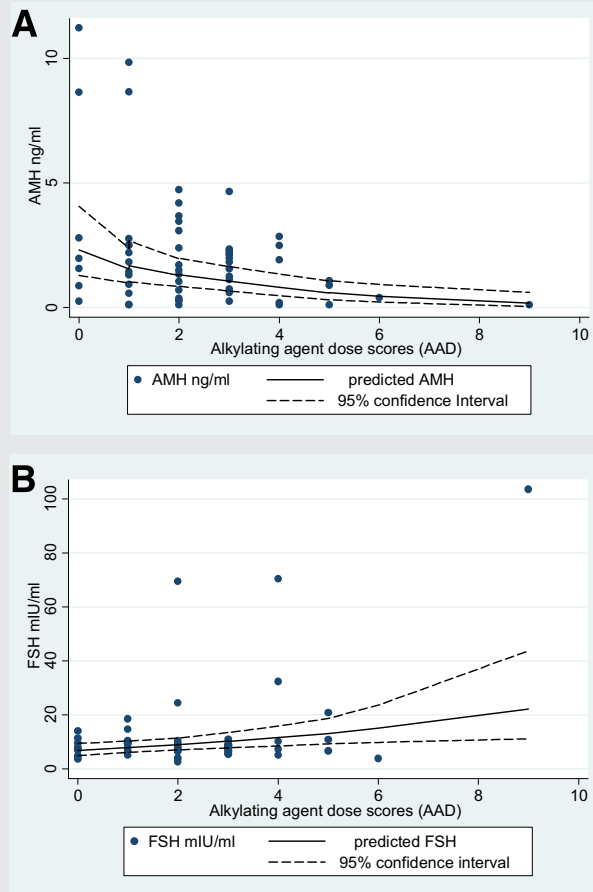 A
10
5
0
AMH ng/ml
0 2 4 6 8 10
Alkylating agent dose scores (AAD)
AMH ng/ml predicted AMH
95% confidence Interval
B
100
80
60
40
20
0
FSH mIU/ml
0 2 4 6 8 10
Alkylating agent dose scores (AAD)
FSH mIU/ml predicted FSH
95% confidence interval